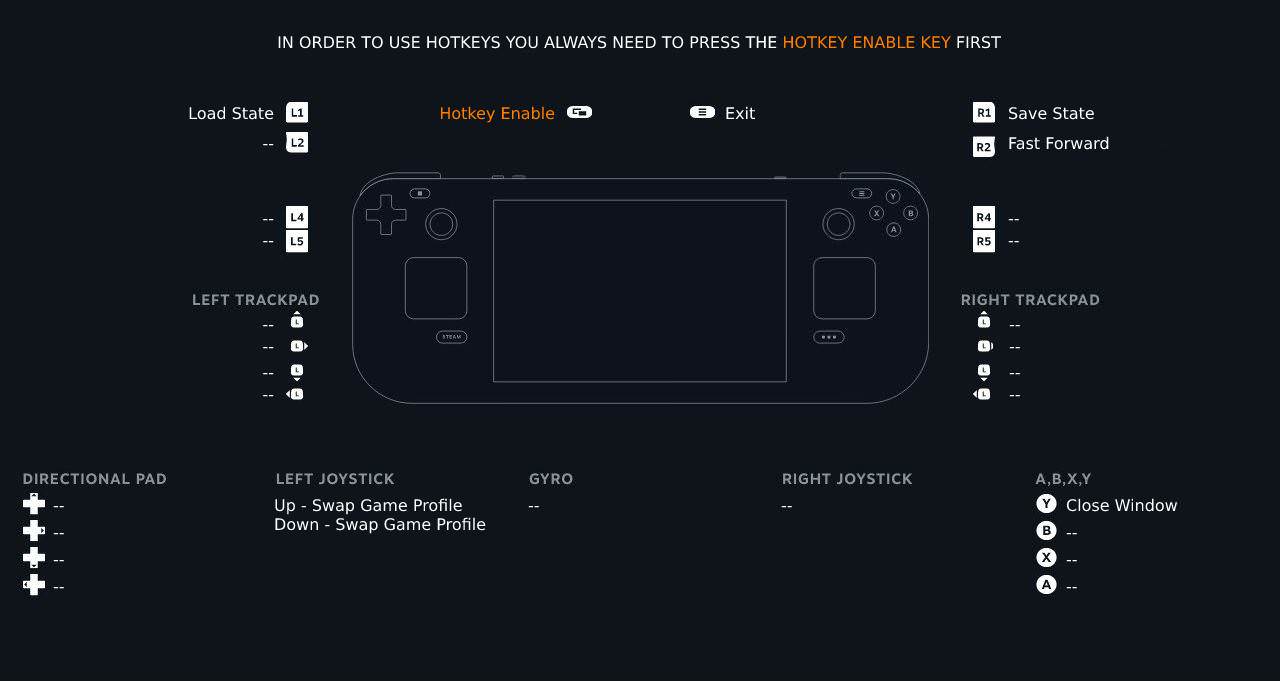 IN ORDER TO USE HOTKEYS YOU ALWAYS NEED TO PRESS THE HOTKEY ENABLE KEY FIRST
Load State L1
Hotkey Enable
Exit
R1 Save State
-- L2
R2 Fast Forward
Y
X
B
A
-- L4
R4 --
-- L5
R5 --
LEFT TRACKPAD
RIGHT TRACKPAD
-- L
L --
-- L
L --
STEAM
-- L
L --
-- L
L --
DIRECTIONAL PAD
--
--
--
--
LEFT JOYSTICK
Up - Swap Game Profile
Down - Swap Game Profile
GYRO
--
RIGHT JOYSTICK
--
A,B,X,Y
Y Close Window
B --
X --
A --